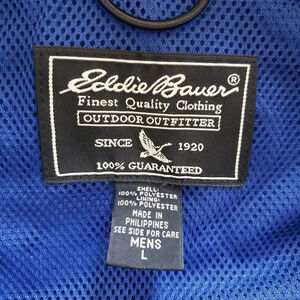 Eddie Bauer®
Finest Quality Clothing
OUTDOOR OUTFITTER
SINCE 1920
100% GUARANTEED
SHELL:
100% POLYESTER
LINING:
100% POLYESTER
MADE IN
PHILIPPINES
SEE SIDE FOR CARE
MENS
L